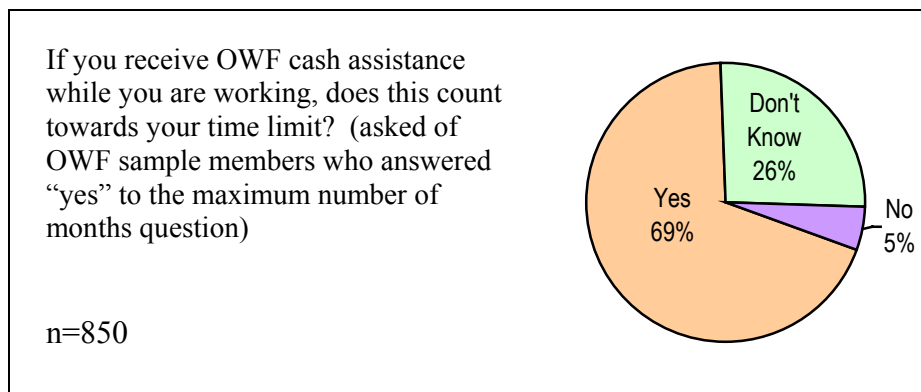 If you receive OWF cash assistance
while you are working, does this count
towards your time limit?  (asked of
OWF sample members who answered
“yes” to the maximum number of
months question)
n=850
Don't
Know
26%
Yes
69%
No
5%